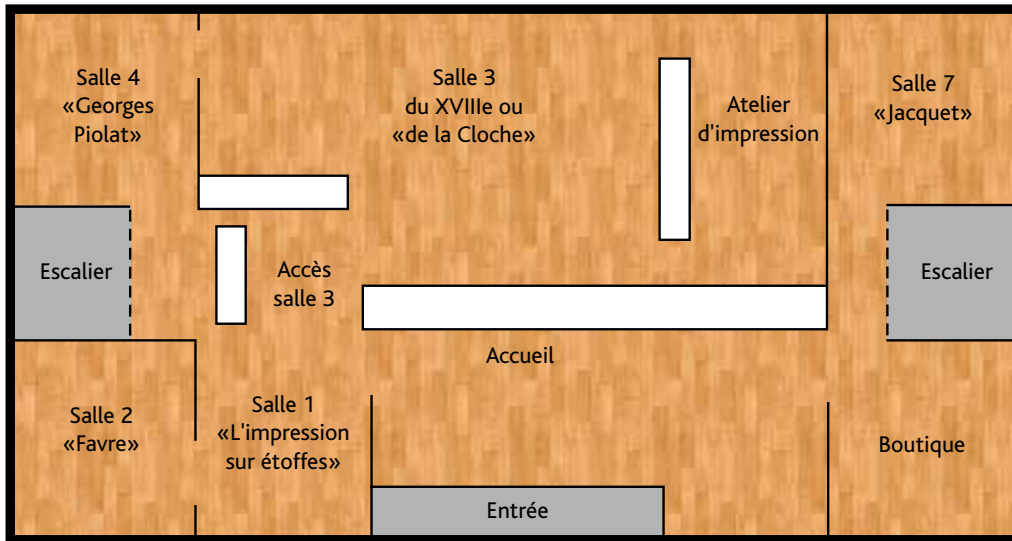 Salle 4
«Georges
Piolat»
Salle 3
du XVIIIe ou
«de la Cloche»
Atelier
d'impression
Salle 7
«Jacquet»
Escalier
Accès
salle 3
Escalier
Accueil
Salle 2
«Favre»
Salle 1
«L'impression
sur étoffes»
Boutique
Entrée